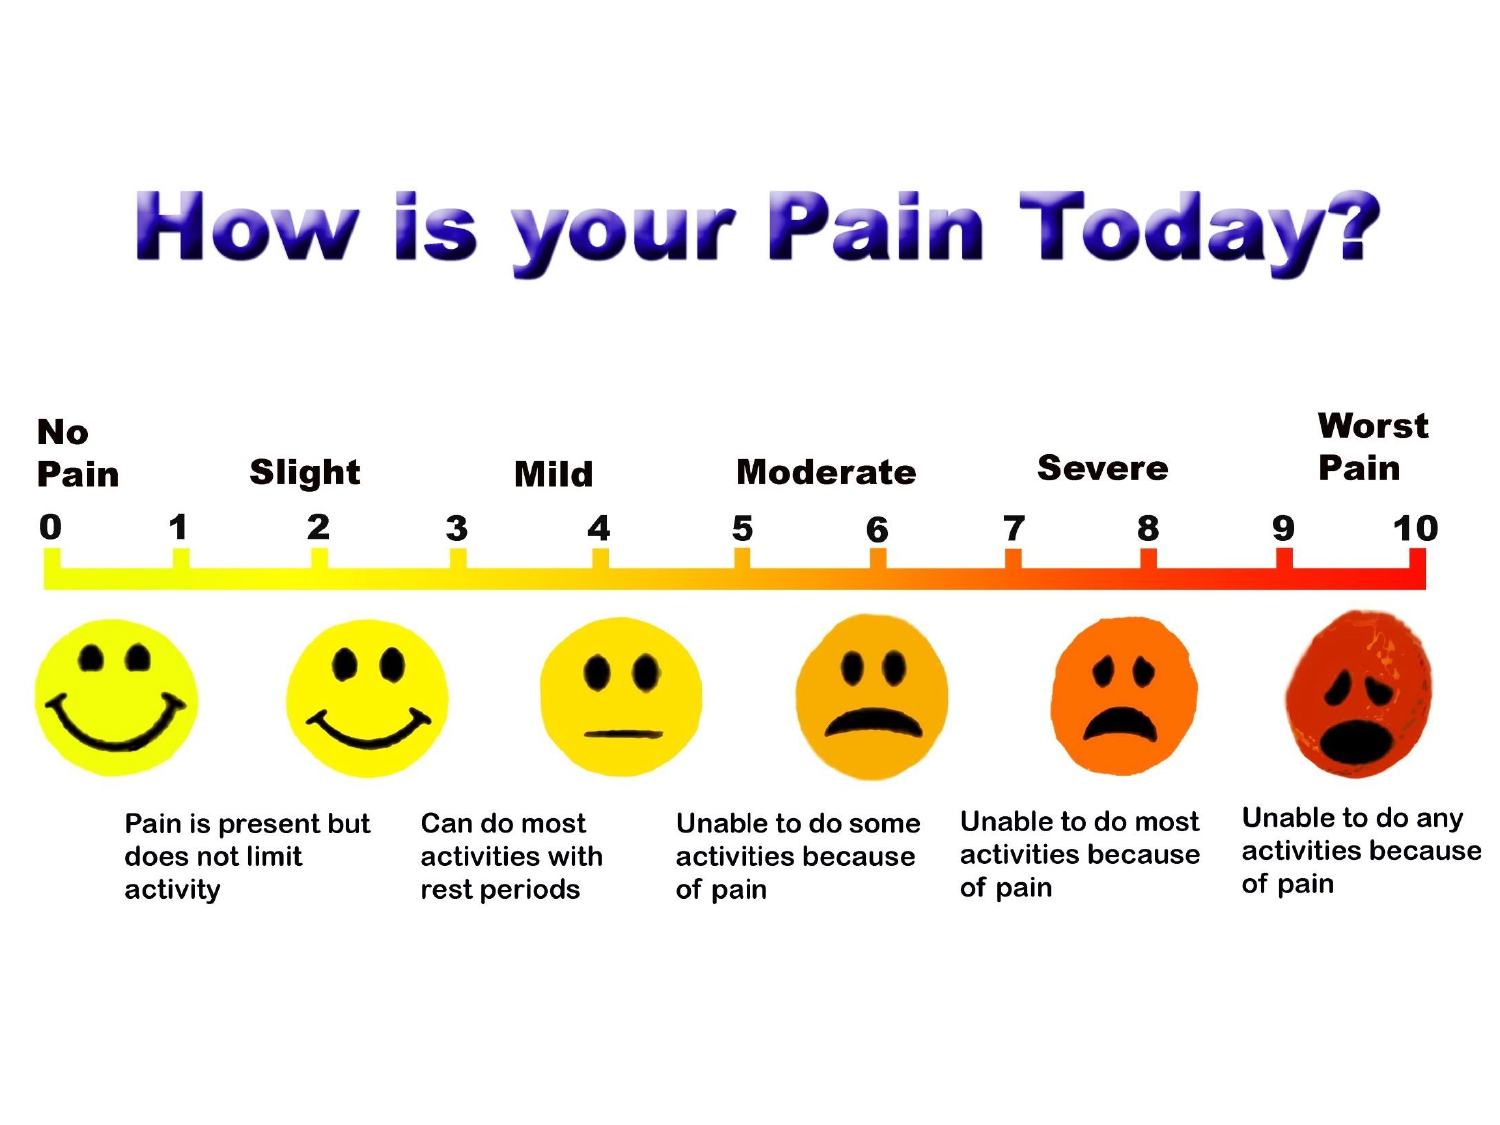 How is your Pain Today?
No
Pain
Slight
Mild
Moderate
Severe
Worst
Pain
0 1 2 3 4 5 6 7 8 9 10
Pain is present but
does not limit
activity
Can do most
activities with
rest periods
Unable to do some
activities because
of pain
Unable to do most
activities because
of pain
Unable to do any
activities because
of pain